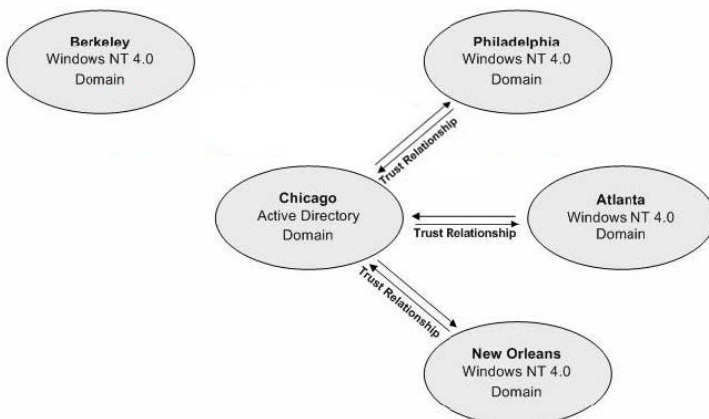 Berkeley
Windows NT 4.0
Domain
Philadelphia
Windows NT 4.0
Domain
Trust Relationship
Chicago
Active Directory
Domain
Trust Relationship
Atlanta
Windows NT 4.0
Domain
Trust Relationship
New Orleans
Windows NT 4.0
Domain